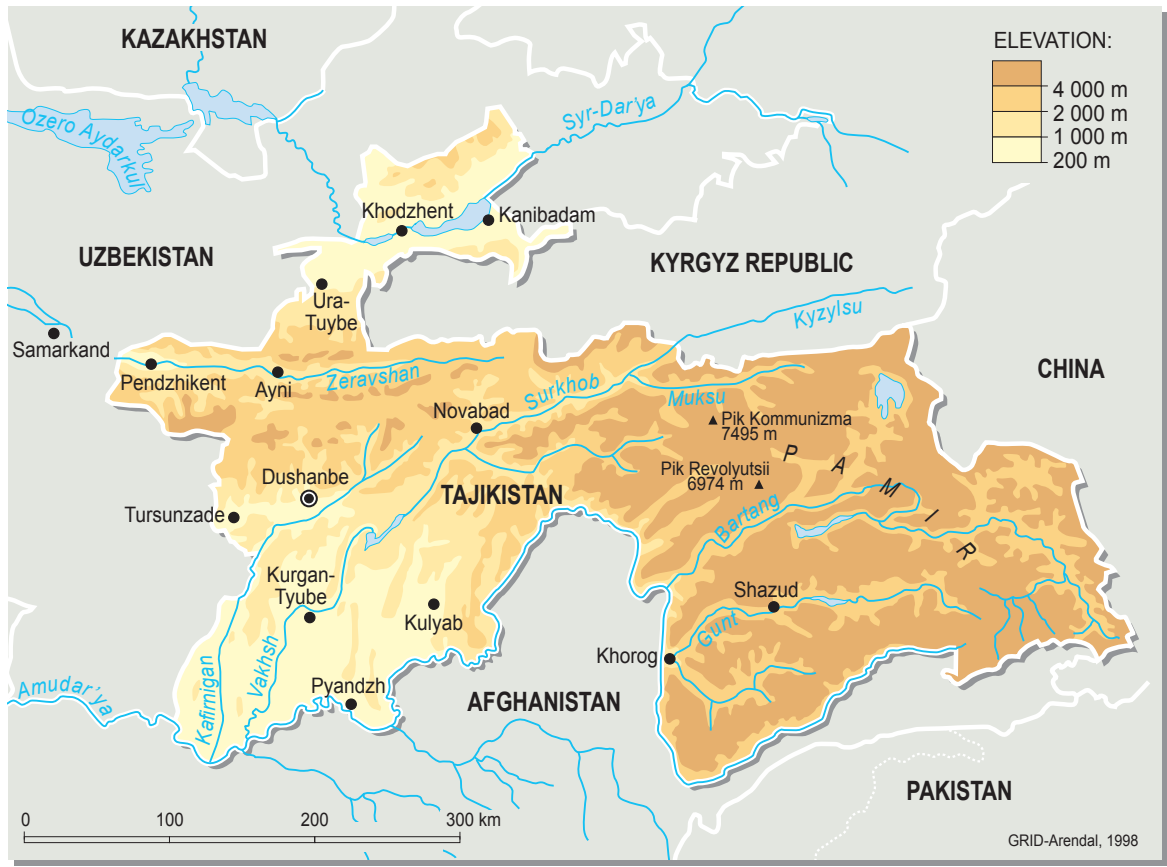 KAZAKHSTAN
ELEVATION:
4 000 m
2 000 m
1 000 m
200 m
Ozero Aydarkul
Syr-Dar'ya
Khodzhent
Kanibadam
UZBEKISTAN
KYRGYZ REPUBLIC
Ura-
Tuybe
Kyzylsu
Samarkand
CHINA
Pendzhikent
Ayni
Zeravshan
Surkhob
Muksu
Novabad
Pik Kommunizma
7495 m
PAMIR
Pik Revolyutsii
6974 m
Dushanbe
TAJIKISTAN
Tursunzade
Bartang
Kurgan-
Tyube
Kulyab
Shazud
Gunt
Khorog
Kafirnigan
Vakhsh
Pyandzh
Amudar'ya
AFGHANISTAN
PAKISTAN
0 100 200 300 km
GRID-Arendal, 1998